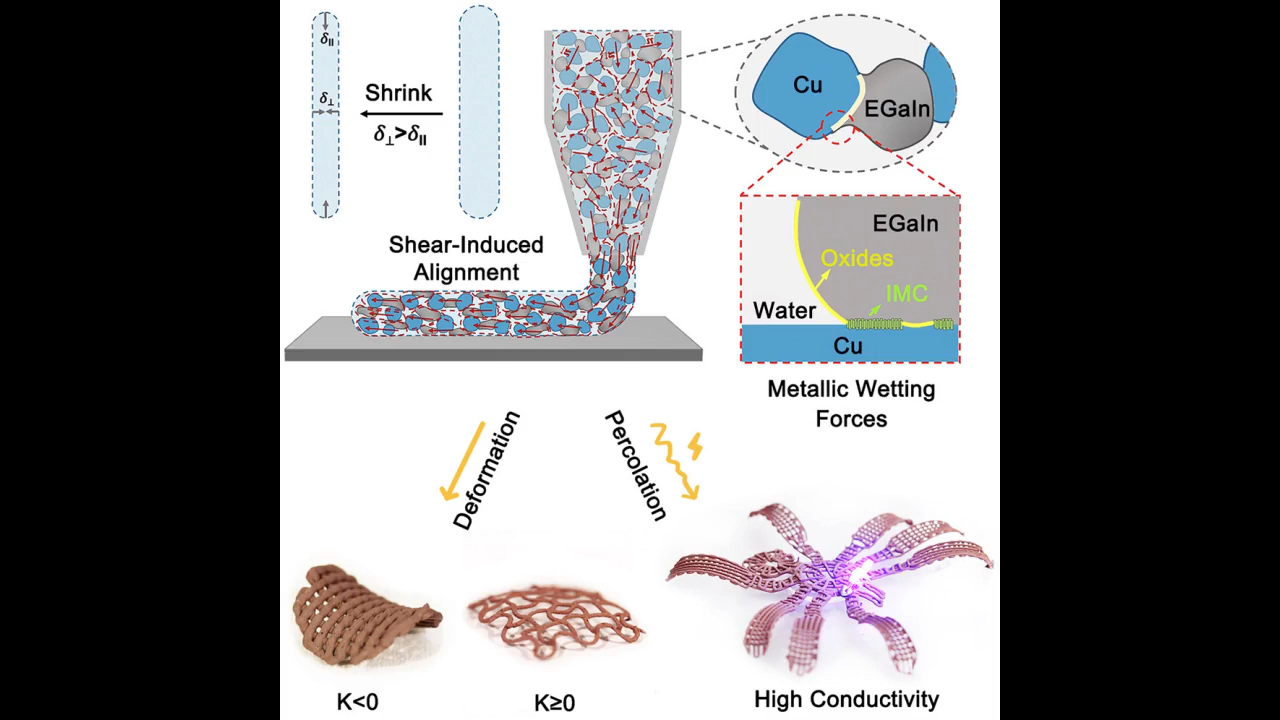 δ∥
δ⊥
Shrink
δ⊥>δ∥
Cu
EGaIn
Shear-Induced
Alignment
EGaIn
Oxides
IMC
Water
Cu
Metallic Wetting
Forces
Deformation
Percolation
K<0
K≥0
High Conductivity